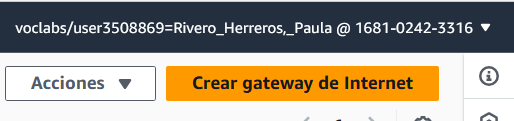 voclabs/user3508869=Rivero_Herreros,_Paula @ 1681-0242-3316
Acciones
Crear gateway de Internet